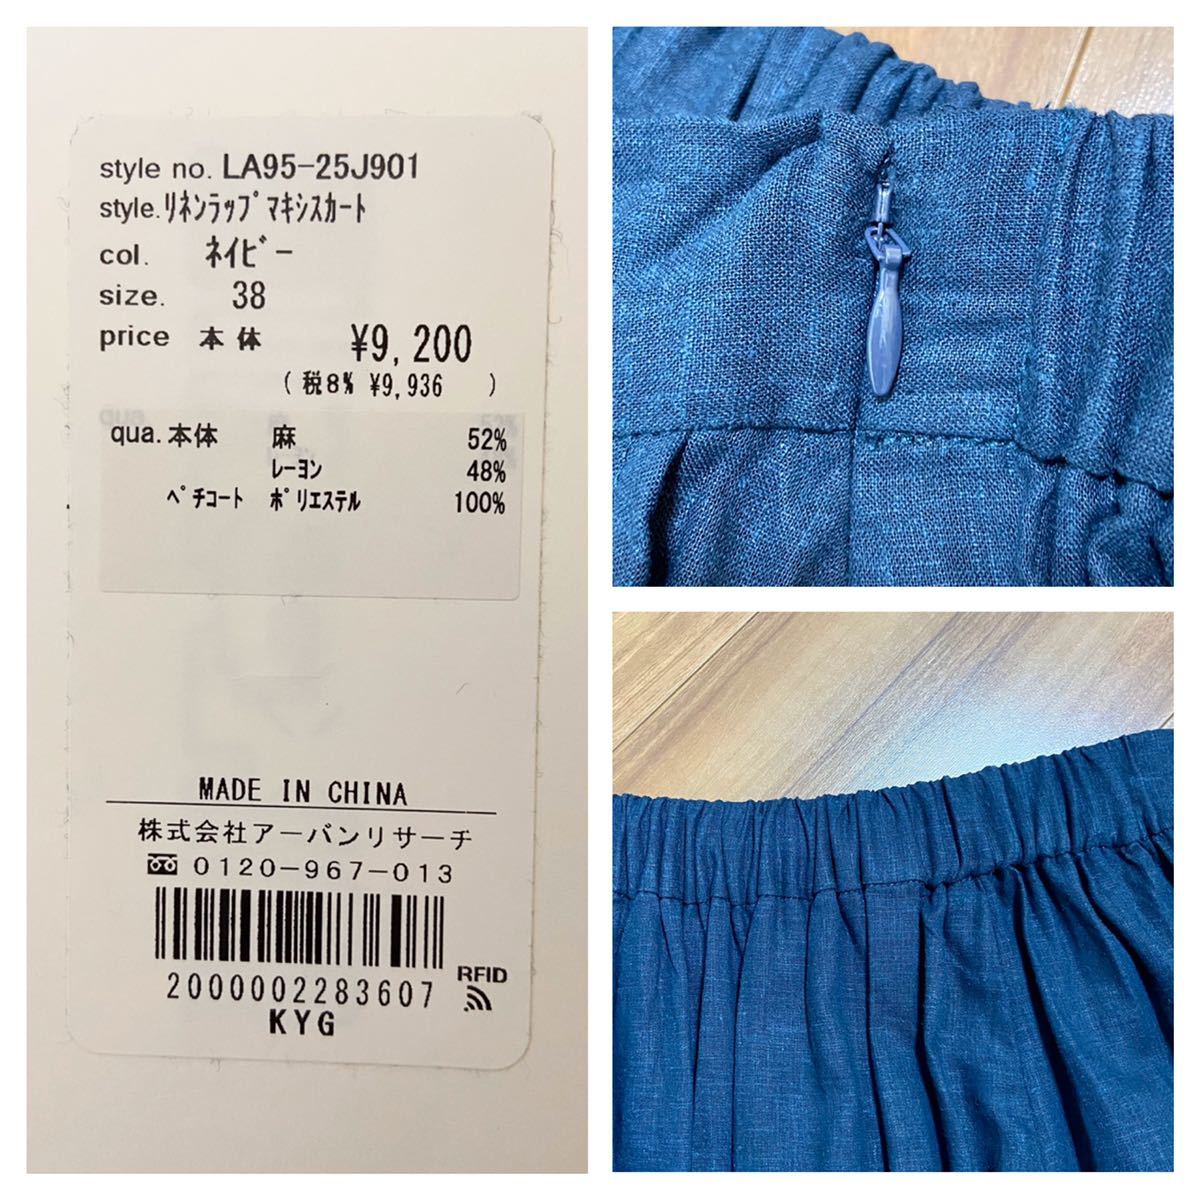 style no. LA95-25J901
style.ﾘﾈﾝﾗｯﾌﾟﾏｷｼｽｶｰﾄ
col. ﾈｲﾋﾞｰ
size. 38
price 本体 ¥9,200
(税8% ¥9,936 )
qua.本体 麻 52%
ﾚｰﾖﾝ 48%
ﾍﾟﾁｺｰﾄ ﾎﾟﾘｴｽﾃﾙ 100%
MADE IN CHINA
株式会社アーバンリサーチ
0120-967-013
2000002283607
RFID
KYG